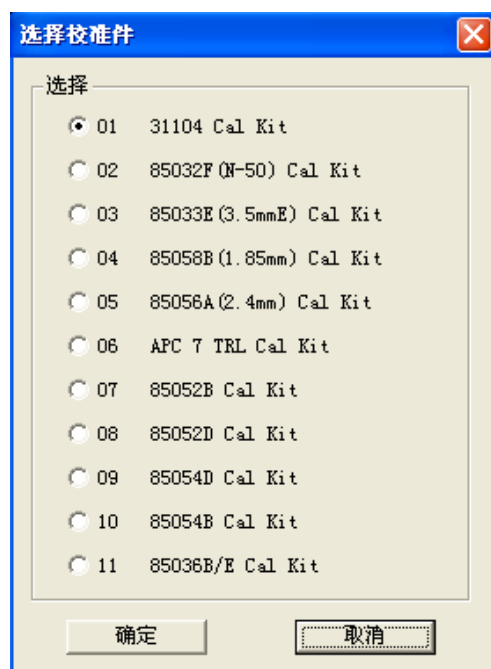 选择校准件
选择
01 31104 Cal Kit
02 85032F(N-50) Cal Kit
03 85033E(3.5mmE) Cal Kit
04 85058B(1.85mm) Cal Kit
05 85056A(2.4mm) Cal Kit
06 APC 7 TRL Cal Kit
07 85052B Cal Kit
08 85052D Cal Kit
09 85054D Cal Kit
10 85054B Cal Kit
11 85036B/E Cal Kit
确定 取消